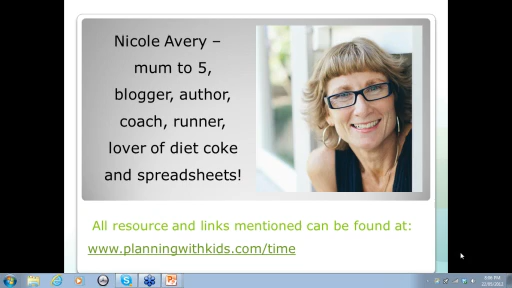 Nicole Avery –
mum to 5,
blogger, author,
coach, runner,
lover of diet coke
and spreadsheets!
All resource and links mentioned can be found at:
www.planningwithkids.com/time